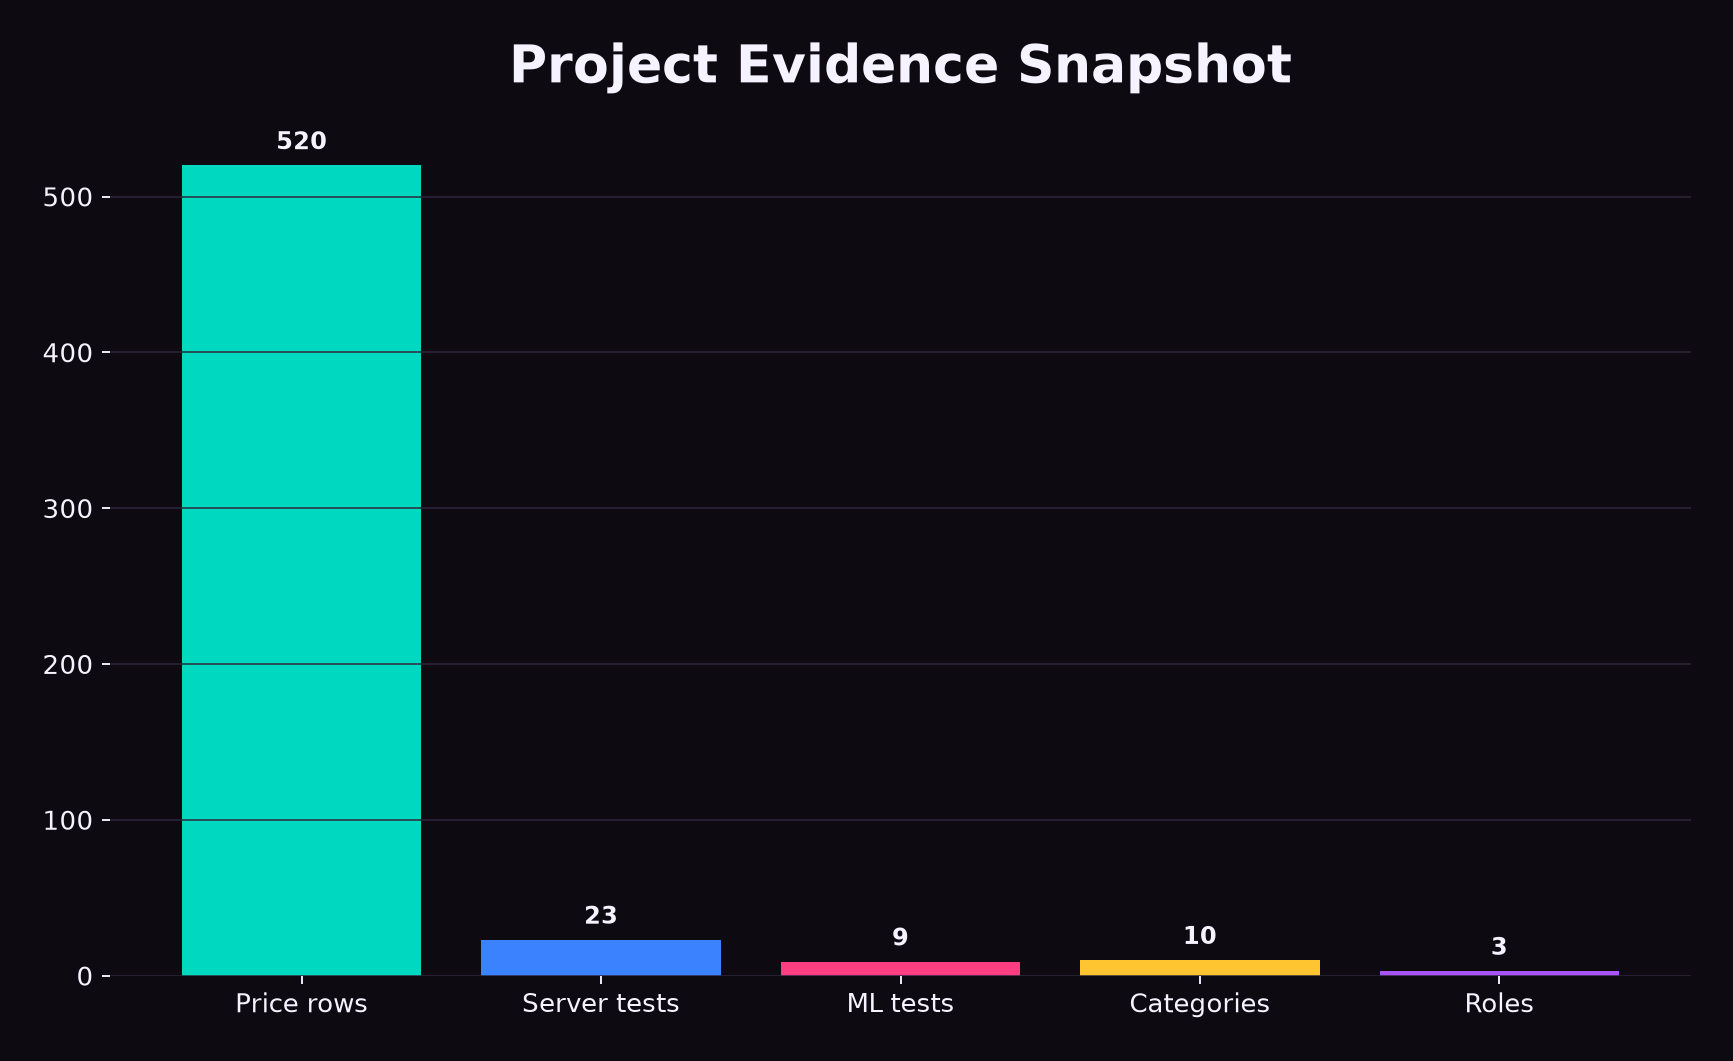 Project Evidence Snapshot
520
500
400
300
200
100
23
9
10
3
0
Price rows
Server tests
ML tests
Categories
Roles